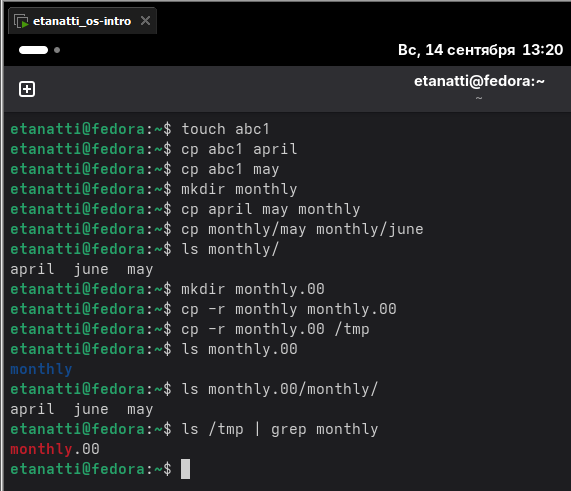 etanatti_os-intro
Вс, 14 сентября 13:20
etanatti@fedora:~
~
etanatti@fedora:~$ touch abc1
etanatti@fedora:~$ cp abc1 april
etanatti@fedora:~$ cp abc1 may
etanatti@fedora:~$ mkdir monthly
etanatti@fedora:~$ cp april may monthly
etanatti@fedora:~$ cp monthly/may monthly/june
etanatti@fedora:~$ ls monthly/
april  june  may
etanatti@fedora:~$ mkdir monthly.00
etanatti@fedora:~$ cp -r monthly monthly.00
etanatti@fedora:~$ cp -r monthly.00 /tmp
etanatti@fedora:~$ ls monthly.00
monthly
etanatti@fedora:~$ ls monthly.00/monthly/
april  june  may
etanatti@fedora:~$ ls /tmp | grep monthly
monthly.00
etanatti@fedora:~$